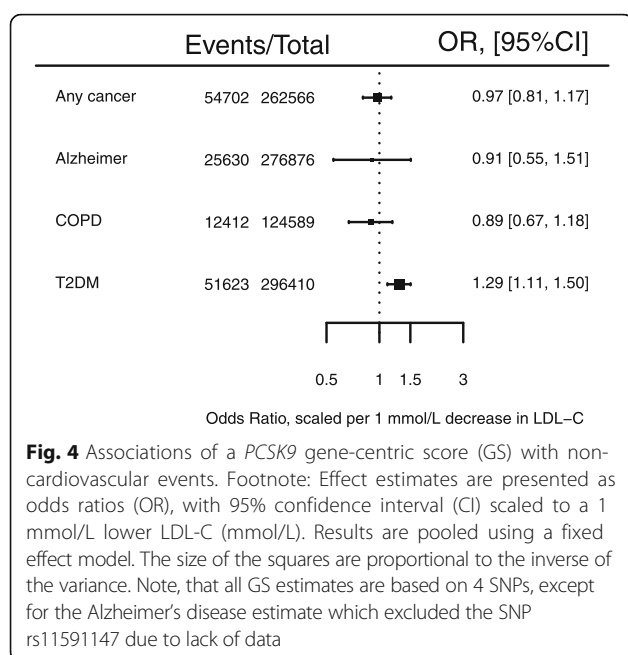 Events/Total OR, [95%CI]
Any cancer 54702 262566 0.97 [0.81, 1.17]
Alzheimer 25630 276876 0.91 [0.55, 1.51]
COPD 12412 124589 0.89 [0.67, 1.18]
T2DM 51623 296410 1.29 [1.11, 1.50]
0.5 1 1.5 3
Odds Ratio, scaled per 1 mmol/L decrease in LDL−C
Fig. 4 Associations of a PCSK9 gene-centric score (GS) with non-
cardiovascular events. Footnote: Effect estimates are presented as
odds ratios (OR), with 95% confidence interval (CI) scaled to a 1
mmol/L lower LDL-C (mmol/L). Results are pooled using a fixed
effect model. The size of the squares are proportional to the inverse of
the variance. Note, that all GS estimates are based on 4 SNPs, except
for the Alzheimer's disease estimate which excluded the SNP
rs11591147 due to lack of data